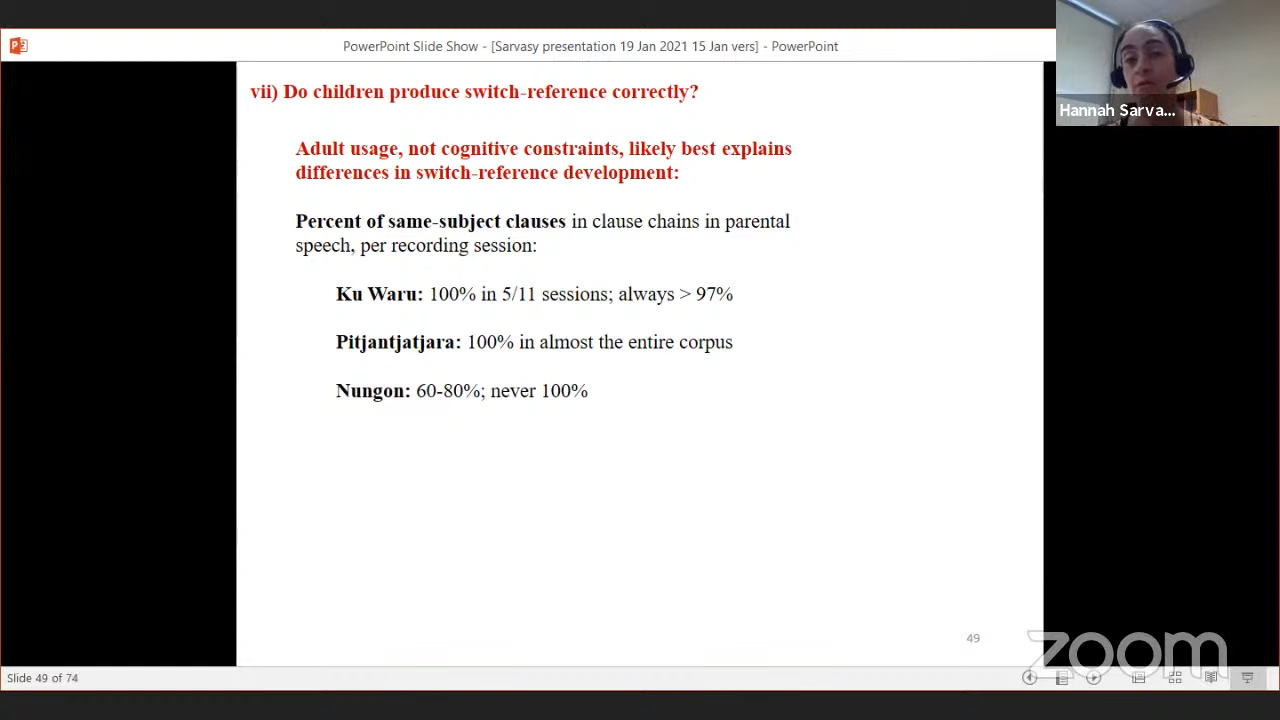 PowerPoint Slide Show - [Sarvasy presentation 19 Jan 2021 15 Jan vers] - PowerPoint
Hannah Sarva...
vii) Do children produce switch-reference correctly?
Adult usage, not cognitive constraints, likely best explains
differences in switch-reference development:
Percent of same-subject clauses in clause chains in parental
speech, per recording session:
Ku Waru: 100% in 5/11 sessions; always > 97%
Pitjantjatjara: 100% in almost the entire corpus
Nungon: 60-80%; never 100%
49
zoom
Slide 49 of 74